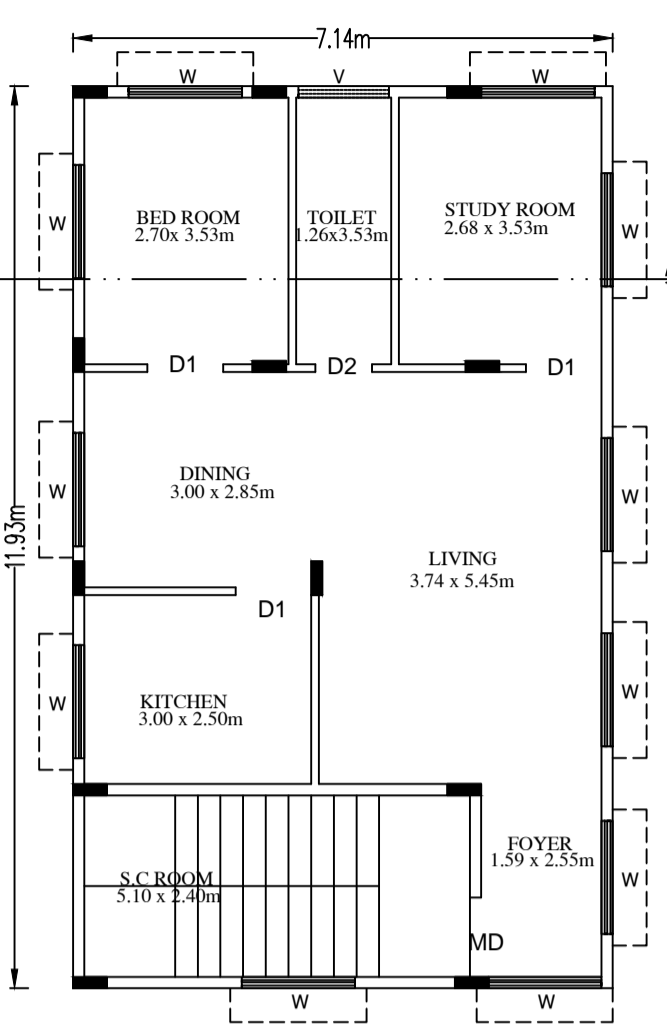 7.14m
W
V
W
W
BED ROOM
2.70x 3.53m
TOILET
1.26x3.53m
STUDY ROOM
2.68 x 3.53m
W
D1
D2
D1
W
DINING
3.00 x 2.85m
W
11.93m
LIVING
3.74 x 5.45m
D1
W
KITCHEN
3.00 x 2.50m
W
S.C ROOM
5.10 x 2.40m
FOYER
1.59 x 2.55m
W
MD
W
W